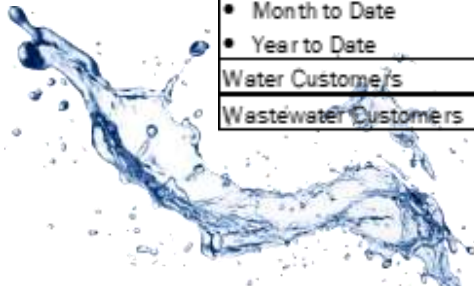 • Month to Date
• Year to Date
Water Customers
Wastewater Customers